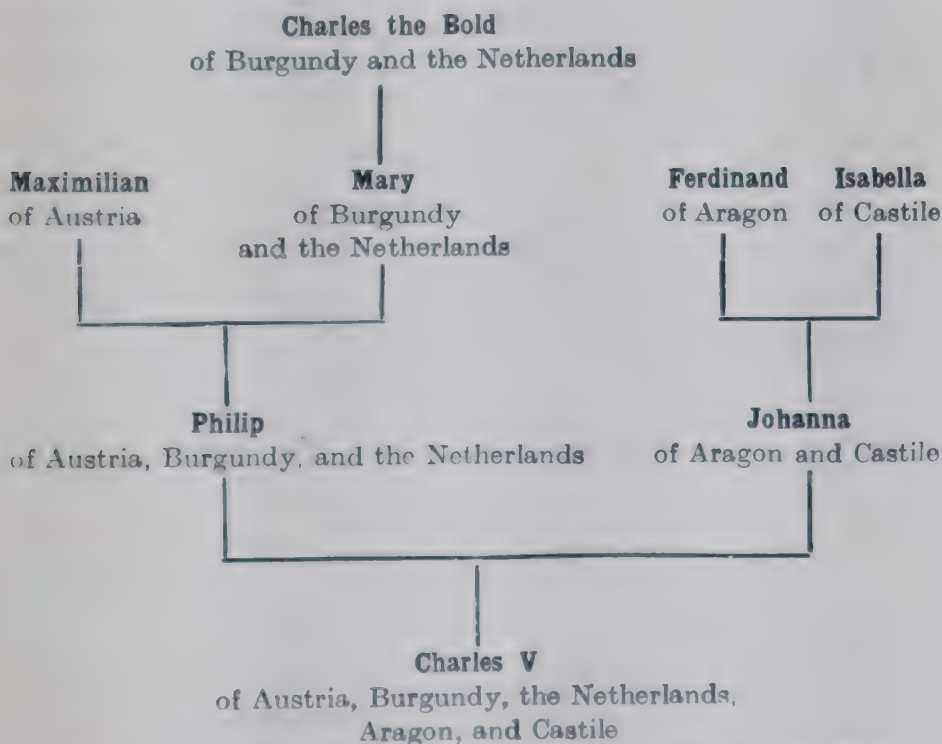 Charles the Bold
of Burgundy and the Netherlands
Maximilian
of Austria
Mary
of Burgundy
and the Netherlands
Ferdinand
of Aragon
Isabella
of Castile
Philip
of Austria, Burgundy, and the Netherlands
Johanna
of Aragon and Castile
Charles V
of Austria, Burgundy, the Netherlands,
Aragon, and Castile